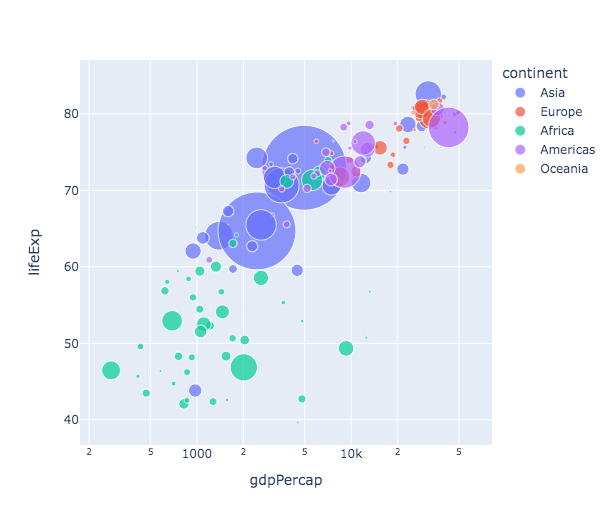 continent
Asia
Europe
Africa
Americas
Oceania
80
70
60
50
40
lifeExp
2 5 1000 2 5 10k 2 5
gdpPercap